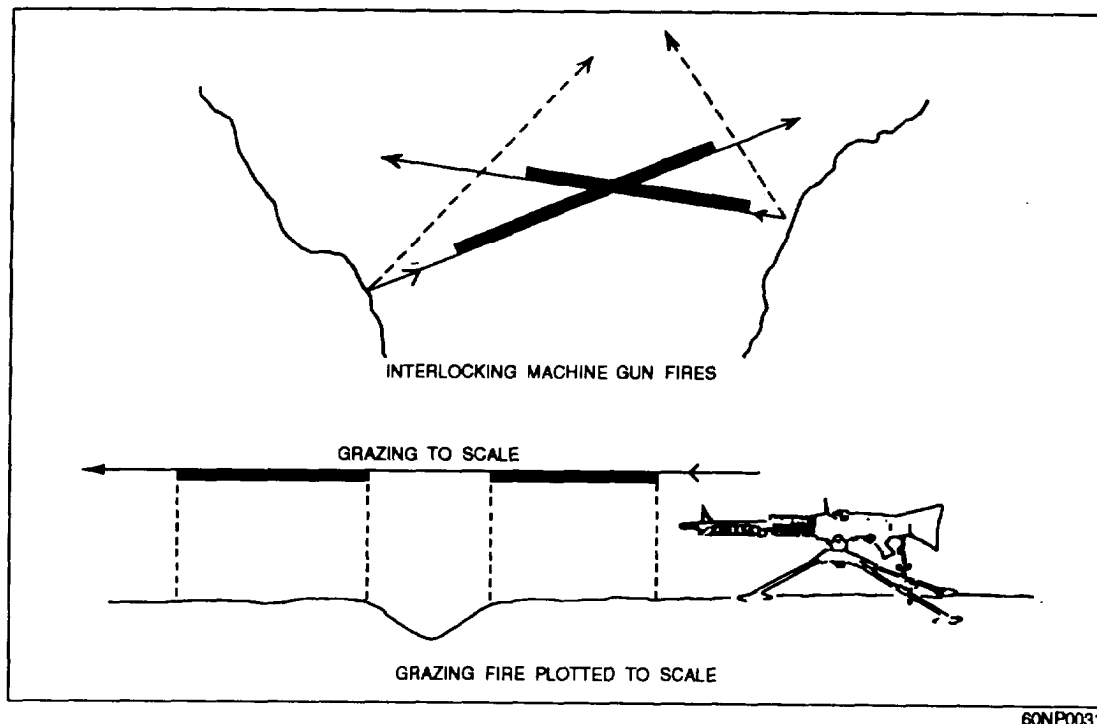 INTERLOCKING MACHINE GUN FIRES
GRAZING TO SCALE
GRAZING FIRE PLOTTED TO SCALE